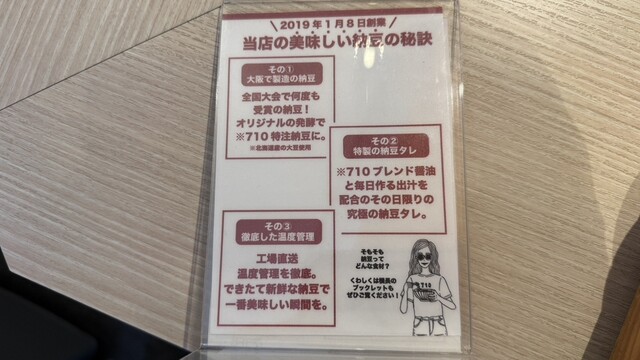 \ 2019年1月8日創業 /
当店の美味しい納豆の秘訣
その①
大阪で製造の納豆
全国大会で何度も
受賞の納豆！
オリジナルの発酵で
※710特注納豆に。
※北海道産の大豆使用
その②
特製の納豆タレ
※710ブレンド醤油
と毎日作る出汁を
配合のその日限りの
究極の納豆タレ。
その③
徹底した温度管理
工場直送
温度管理を徹底。
できたて新鮮な納豆で
一番美味しい瞬間を。
そもそも
納豆って
どんな食材？
くわしくは横長の
ブックレットも
ぜひご覧ください！
710